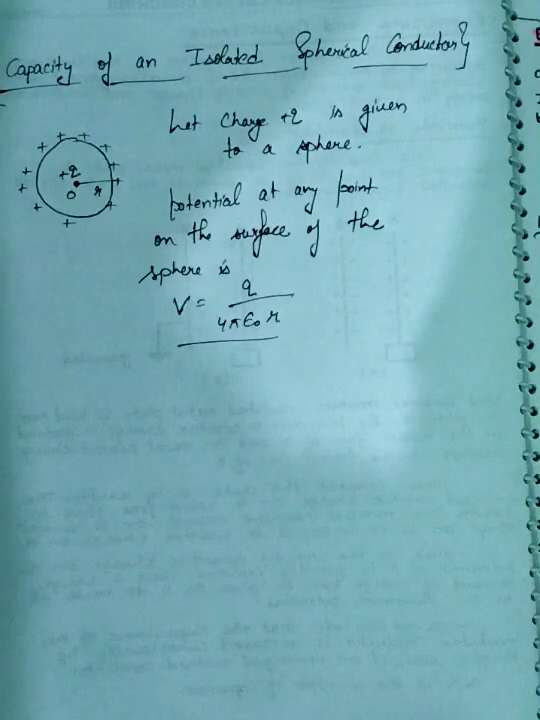 Capacity of an Isolated Spherical Conductor}
Let Charge +q is given
to a sphere.
+ + + + + + + + + + +
+q
O r
potential at any point
on the surface of the
sphere is
V = q / 4πε₀ r